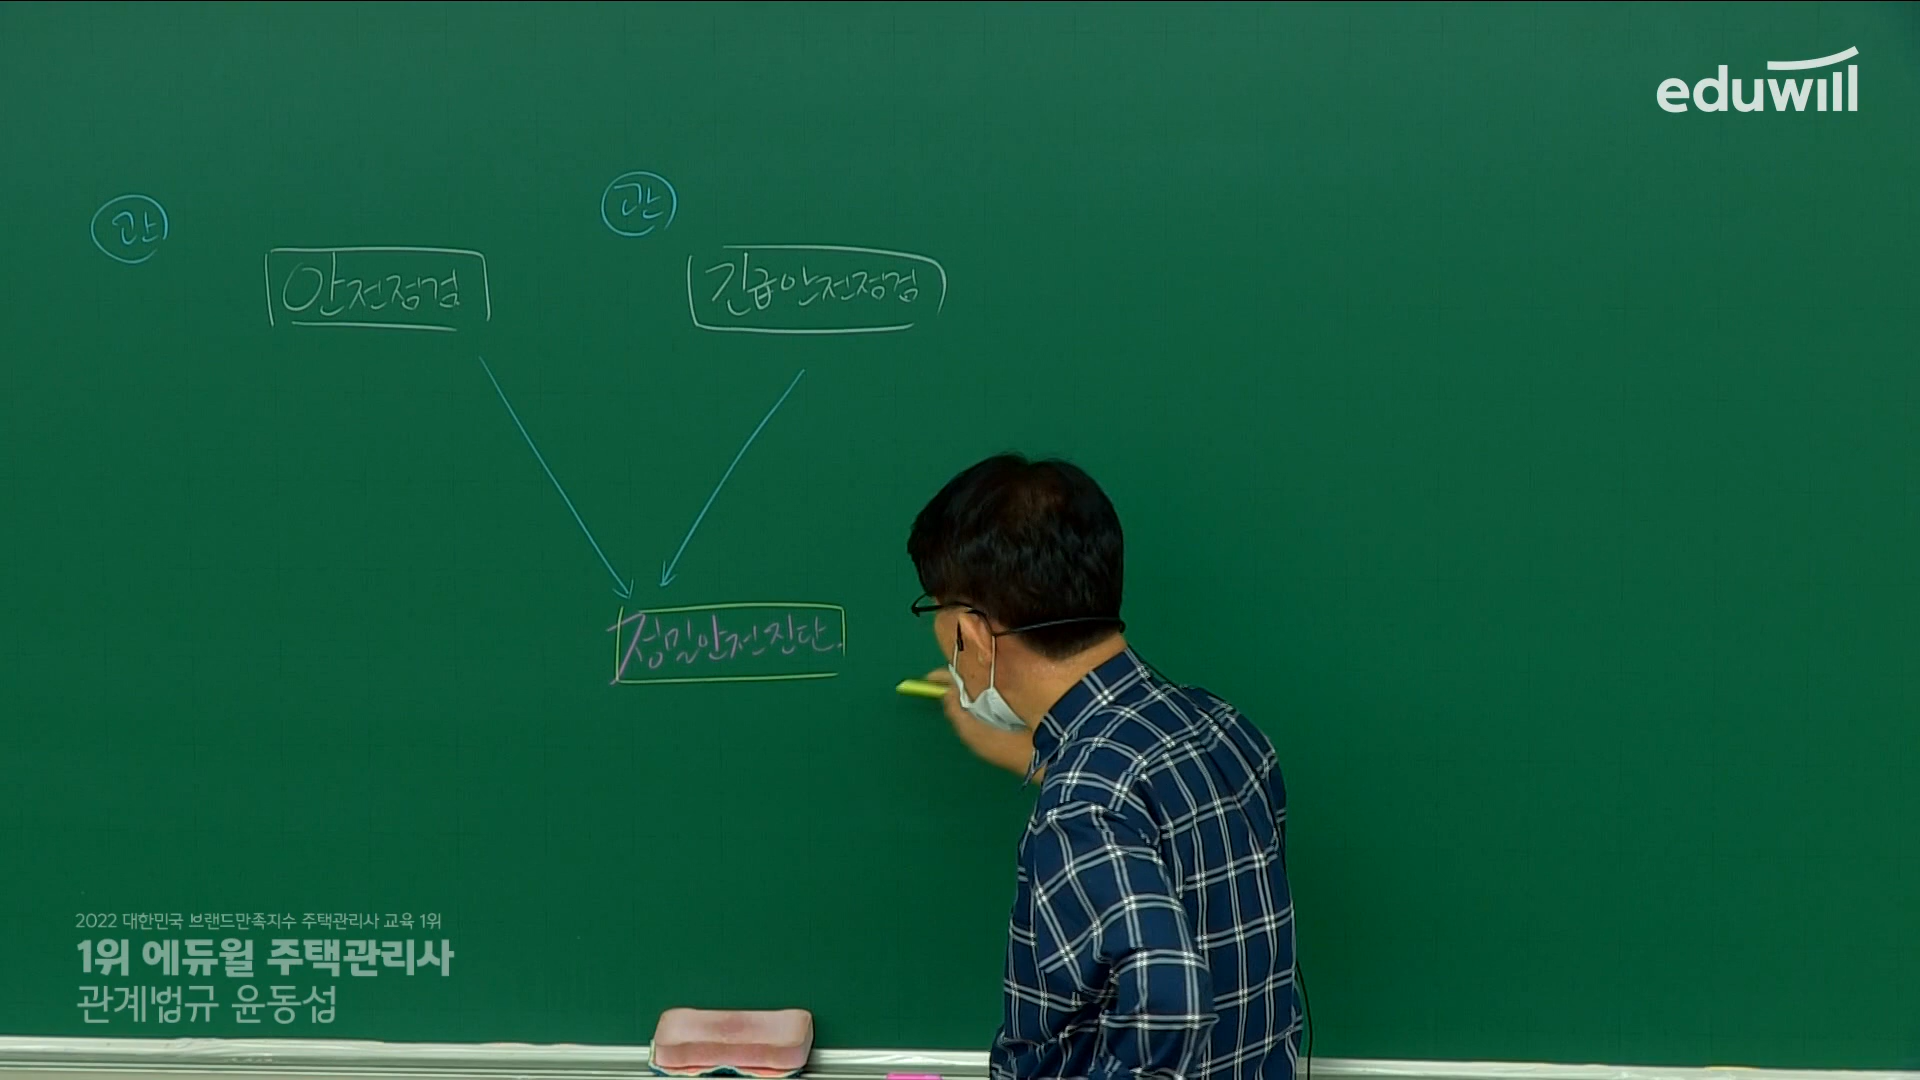 eduwill
관
관
안전점검
긴급안전점검
정밀안전진단.
2022 대한민국 브랜드만족지수 주택관리사 교육 1위
1위 에듀윌 주택관리사
관계법규 윤동섭